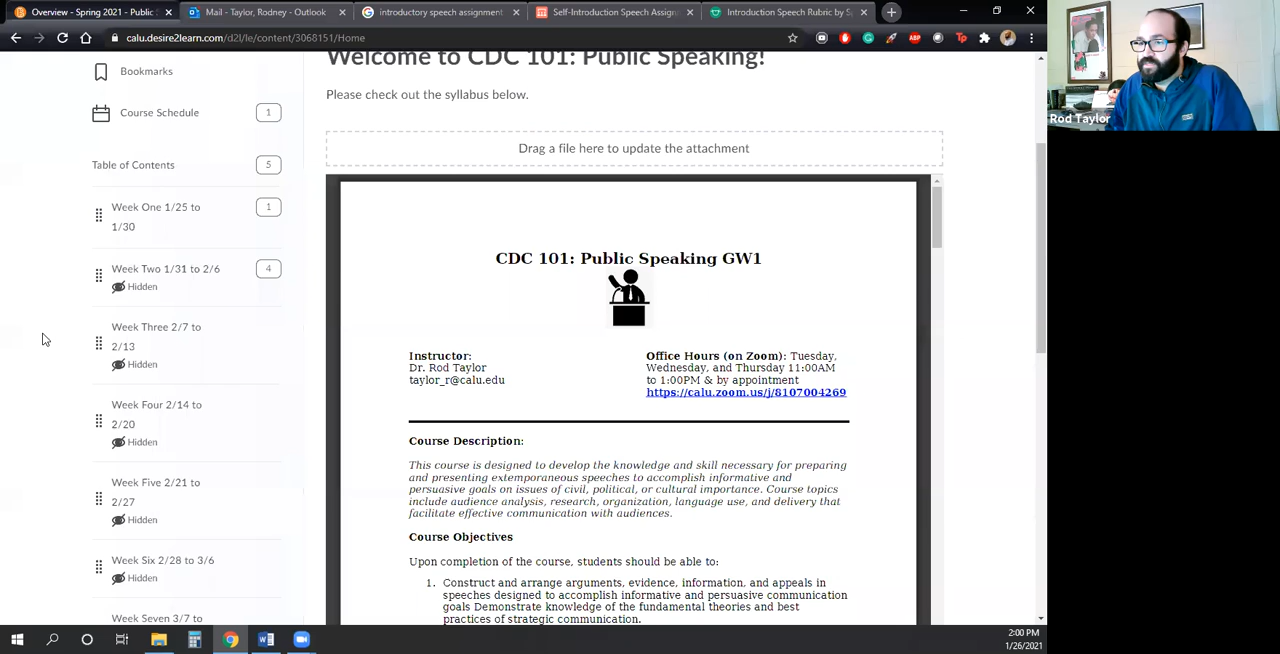 Overview - Spring 2021 - Public S
Mail - Taylor, Rodney - Outlook
introductory speech assignment
Self-Introduction Speech Assign
Introduction Speech Rubric by S
calu.desire2learn.com/d2l/le/content/3068151/Home
ABP
Tp
Bookmarks
Course Schedule
1
Table of Contents
5
Week One 1/25 to
1/30
1
Week Two 1/31 to 2/6
Hidden
4
Week Three 2/7 to
2/13
Hidden
Week Four 2/14 to
2/20
Hidden
Week Five 2/21 to
2/27
Hidden
Week Six 2/28 to 3/6
Hidden
Week Seven 3/7 to
Welcome to CDC 101: Public Speaking!
Please check out the syllabus below.
Drag a file here to update the attachment
CDC 101: Public Speaking GW1
Instructor:
Dr. Rod Taylor
taylor_r@calu.edu
Office Hours (on Zoom): Tuesday,
Wednesday, and Thursday 11:00AM
to 1:00PM & by appointment
https://calu.zoom.us/j/8107004269
Course Description:
This course is designed to develop the knowledge and skill necessary for preparing
and presenting extemporaneous speeches to accomplish informative and
persuasive goals on issues of civil, political, or cultural importance. Course topics
include audience analysis, research, organization, language use, and delivery that
facilitate effective communication with audiences.
Course Objectives
Upon completion of the course, students should be able to:
1. Construct and arrange arguments, evidence, information, and appeals in
speeches designed to accomplish informative and persuasive communication
goals Demonstrate knowledge of the fundamental theories and best
practices of strategic communication.
Rod Taylor
2:00 PM
1/26/2021